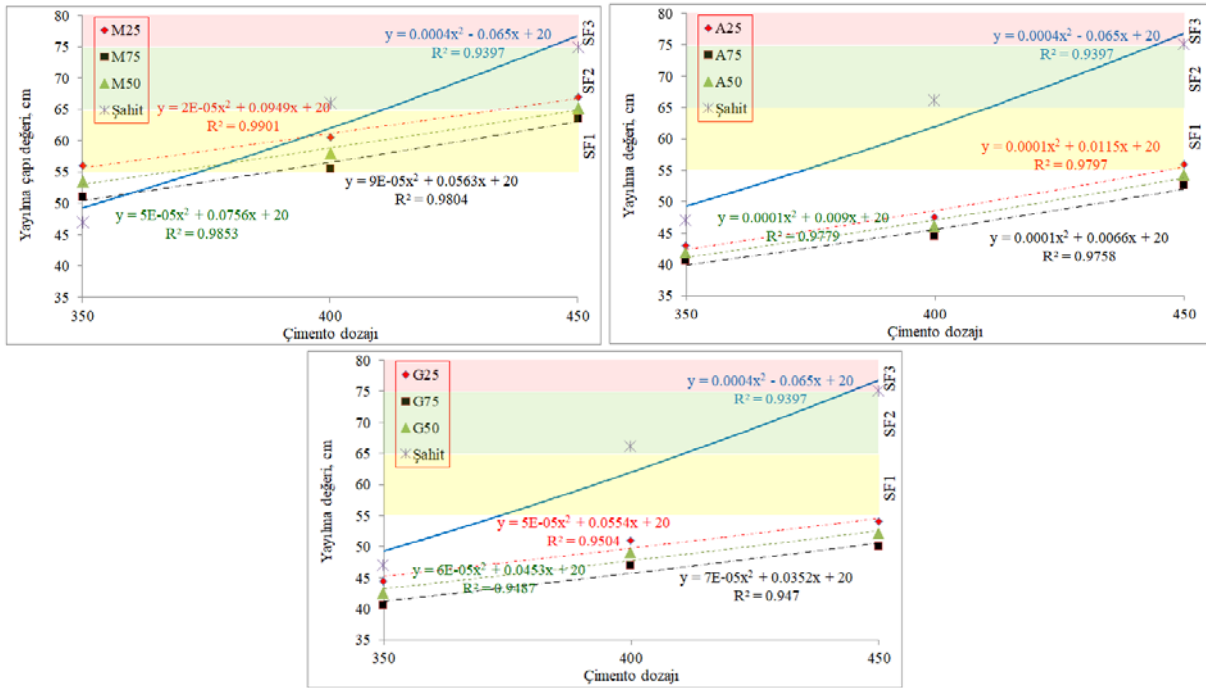 80
75
70
65
60
55
50
45
40
35
Yayılma çapı değeri, cm
M25
M75
M50
Şahit
y = 0.0004x² - 0.065x + 20
R² = 0.9397
y = 2E-05x² + 0.0949x + 20
R² = 0.9901
y = 9E-05x² + 0.0563x + 20
R² = 0.9804
y = 5E-05x² + 0.0756x + 20
R² = 0.9853
SF3
SF2
SF1
350
400
450
Çimento dozajı
80
75
70
65
60
55
50
45
40
35
Yayılma değeri, cm
A25
A75
A50
Şahit
y = 0.0004x² - 0.065x + 20
R² = 0.9397
y = 0.0001x² + 0.0115x + 20
R² = 0.9797
y = 0.0001x² + 0.009x + 20
R² = 0.9779
y = 0.0001x² + 0.0066x + 20
R² = 0.9758
SF3
SF2
SF1
350
400
450
Çimento dozajı
80
75
70
65
60
55
50
45
40
35
Yayılma değeri, cm
G25
G75
G50
Şahit
y = 0.0004x² - 0.065x + 20
R² = 0.9397
y = 5E-05x² + 0.0554x + 20
R² = 0.9504
y = 6E-05x² + 0.0453x + 20
R² = 0.9487
y = 7E-05x² + 0.0352x + 20
R² = 0.947
SF3
SF2
SF1
350
400
450
Çimento dozajı